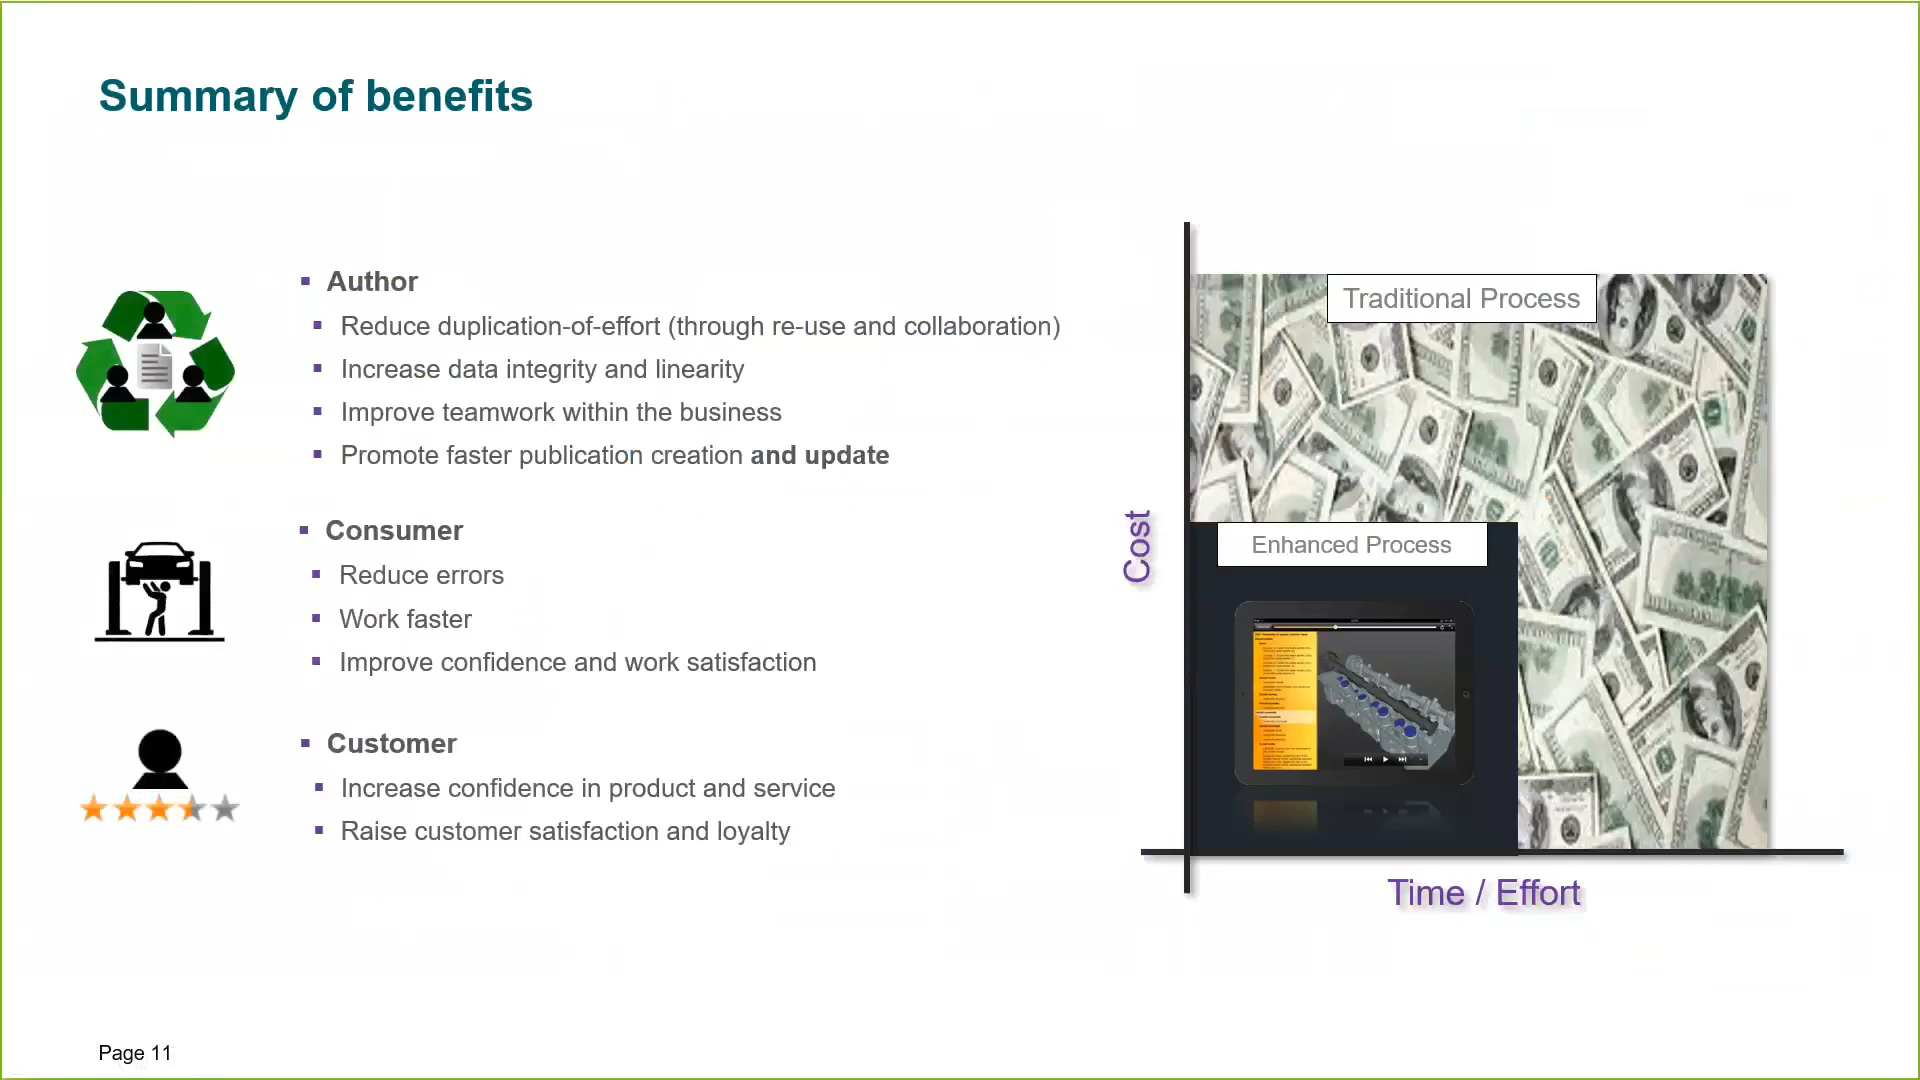 Summary of benefits
Author
Reduce duplication-of-effort (through re-use and collaboration)
Increase data integrity and linearity
Improve teamwork within the business
Promote faster publication creation and update
Consumer
Reduce errors
Work faster
Improve confidence and work satisfaction
Customer
Increase confidence in product and service
Raise customer satisfaction and loyalty
Traditional Process
Enhanced Process
Cost
Time / Effort
Page 11